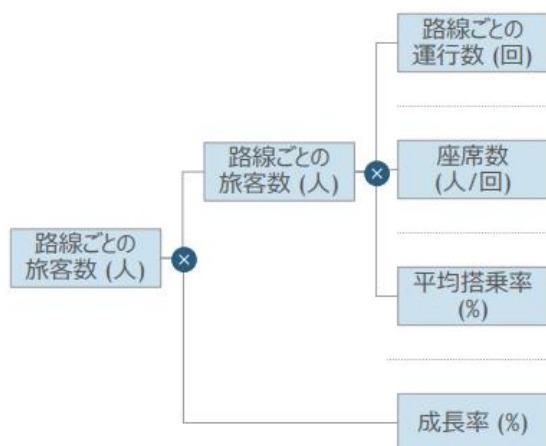 路線ごとの
運行数 (回)
路線ごとの
旅客数 (人)
×
座席数
(人/回)
路線ごとの
旅客数 (人)
×
平均搭乗率
(%)
成長率 (%)